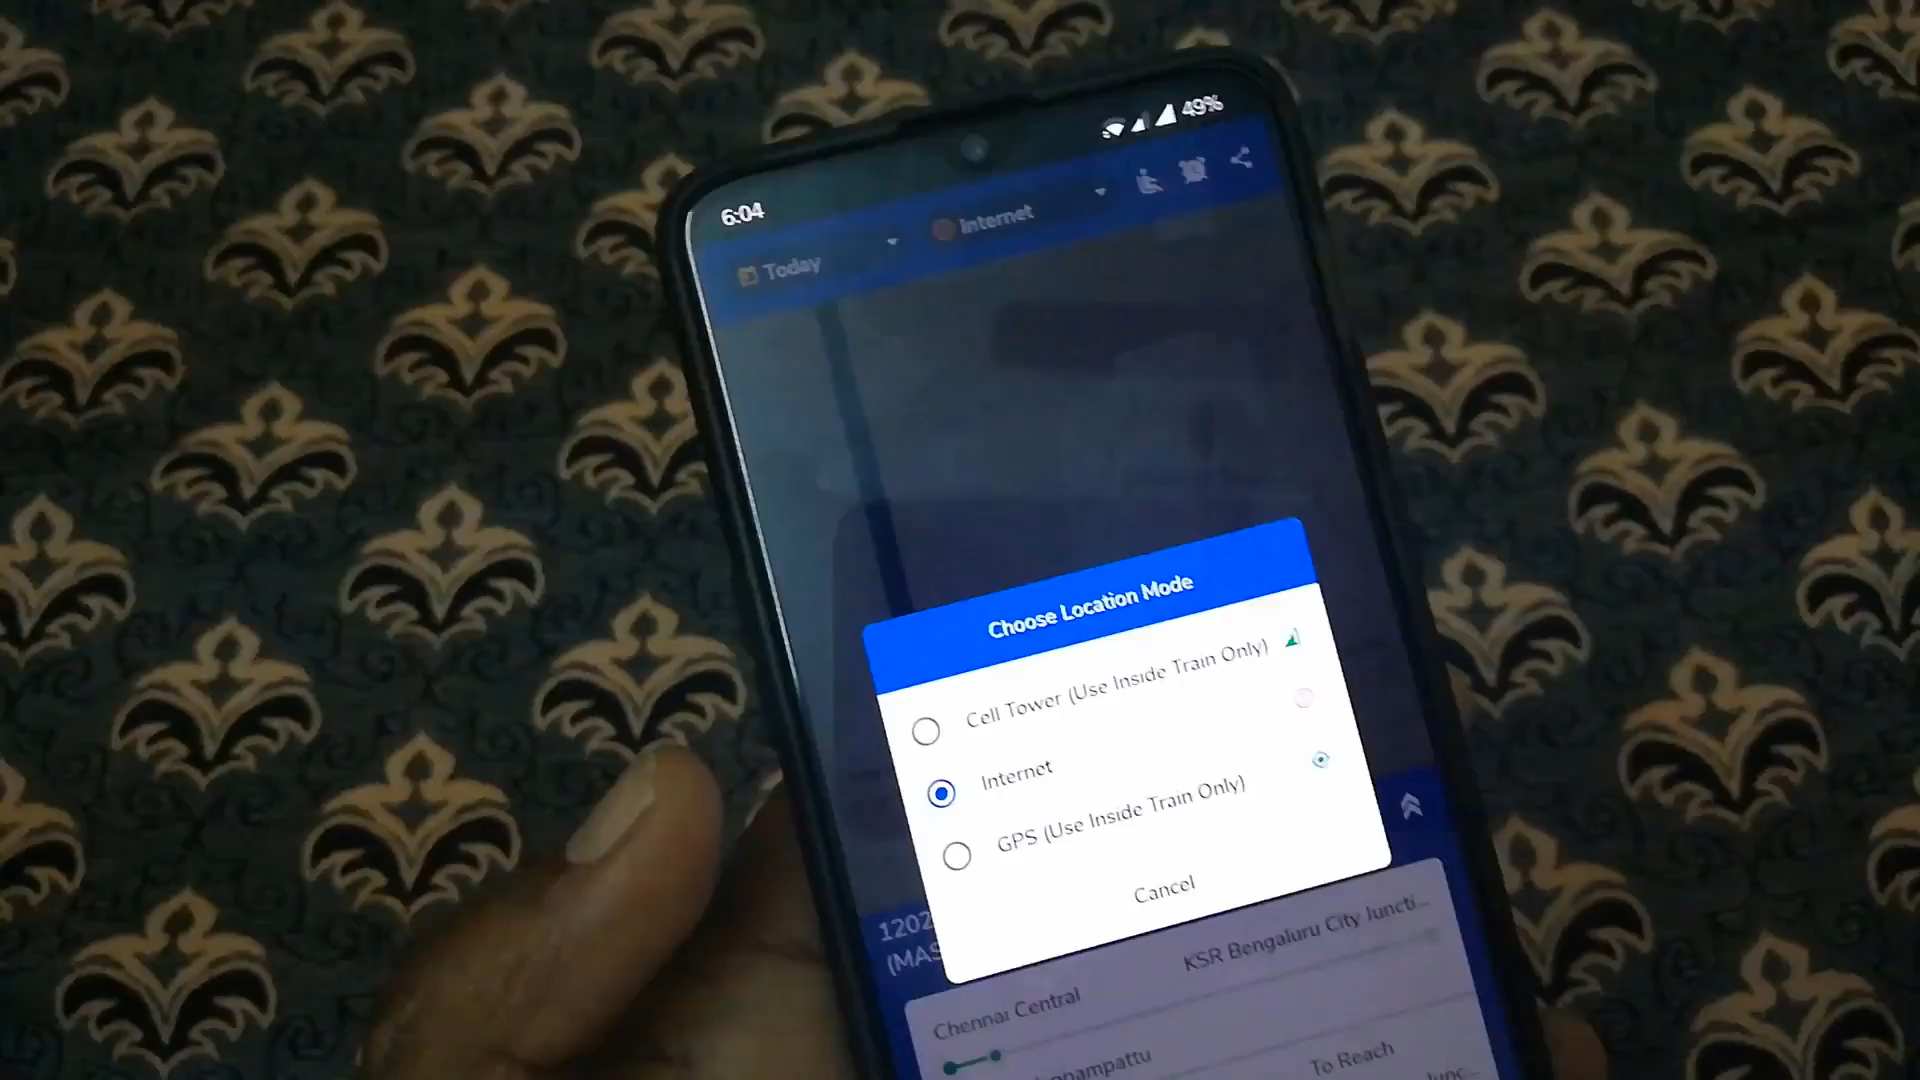 6:04
49%
Today
Internet
Choose Location Mode
Cell Tower (Use Inside Train Only)
Internet
GPS (Use Inside Train Only)
Cancel
1202
(MAS
Chennai Central
KSR Bengaluru City Juncti...
To Reach